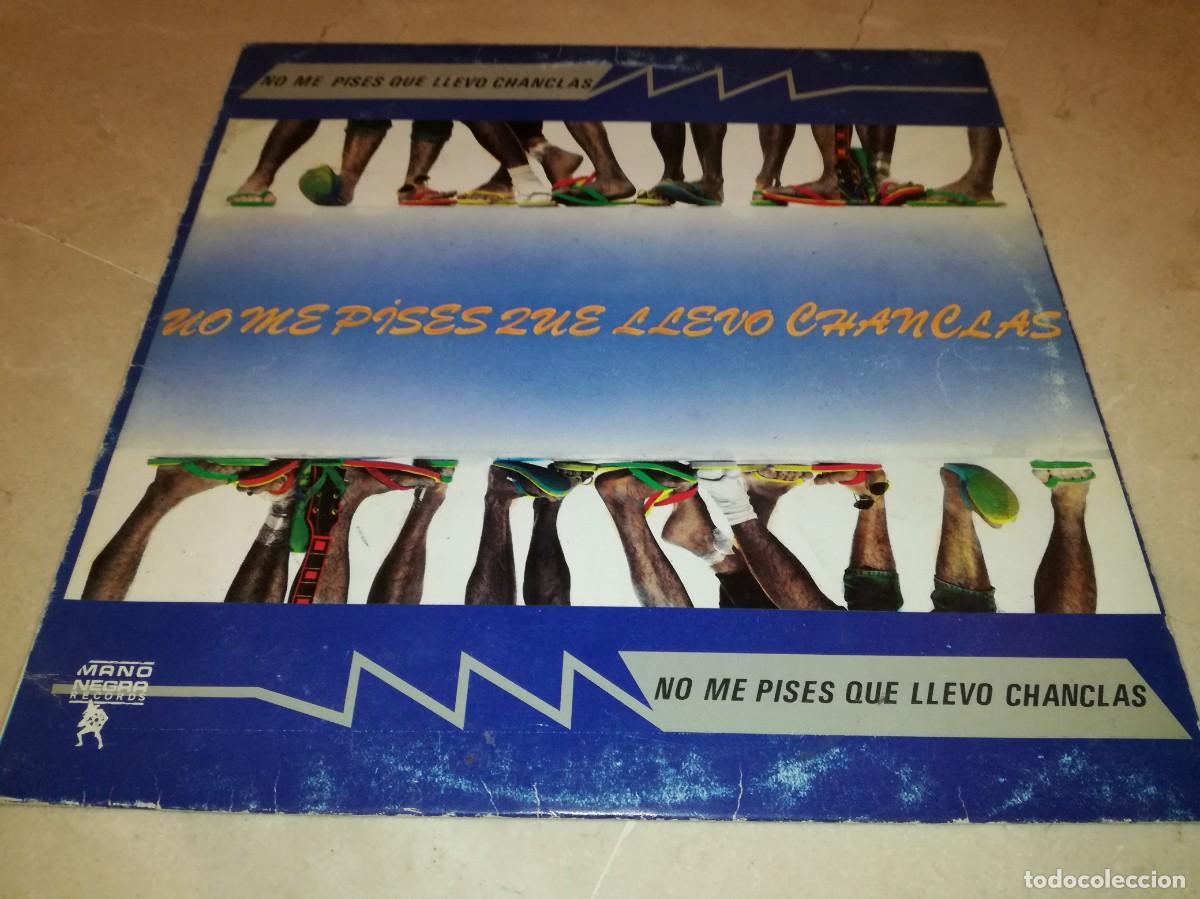 NO ME PISES QUE LLEVO CHANCLAS
NO ME PISES QUE LLEVO CHANCLAS
MANO
NEGRA
RECORDS
NO ME PISES QUE LLEVO CHANCLAS
todocoleccion